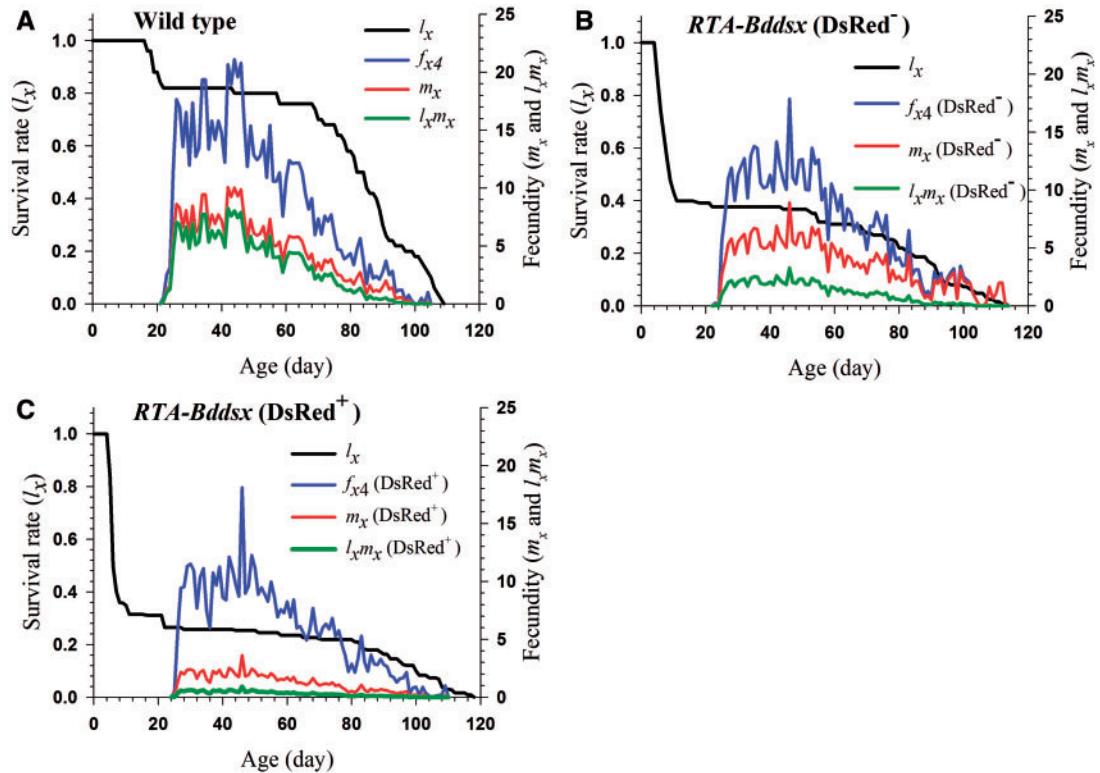 A
Wild type
l_x
f_x4
m_x
l_xm_x
Survival rate (l_x)
1.0
0.8
0.6
0.4
0.2
0.0
25
20
15
10
5
0
Fecundity (m_x and l_xm_x)
0 20 40 60 80 100 120
Age (day)
B
RTA-Bddsx (DsRed⁻)
l_x
f_x4 (DsRed⁻)
m_x (DsRed⁻)
l_xm_x (DsRed⁻)
Survival rate (l_x)
1.0
0.8
0.6
0.4
0.2
0.0
25
20
15
10
5
0
Fecundity (m_x and l_xm_x)
0 20 40 60 80 100 120
Age (day)
C
RTA-Bddsx (DsRed⁺)
l_x
f_x4 (DsRed⁺)
m_x (DsRed⁺)
l_xm_x (DsRed⁺)
Survival rate (l_x)
1.0
0.8
0.6
0.4
0.2
0.0
25
20
15
10
5
0
Fecundity (m_x and l_xm_x)
0 20 40 60 80 100 120
Age (day)